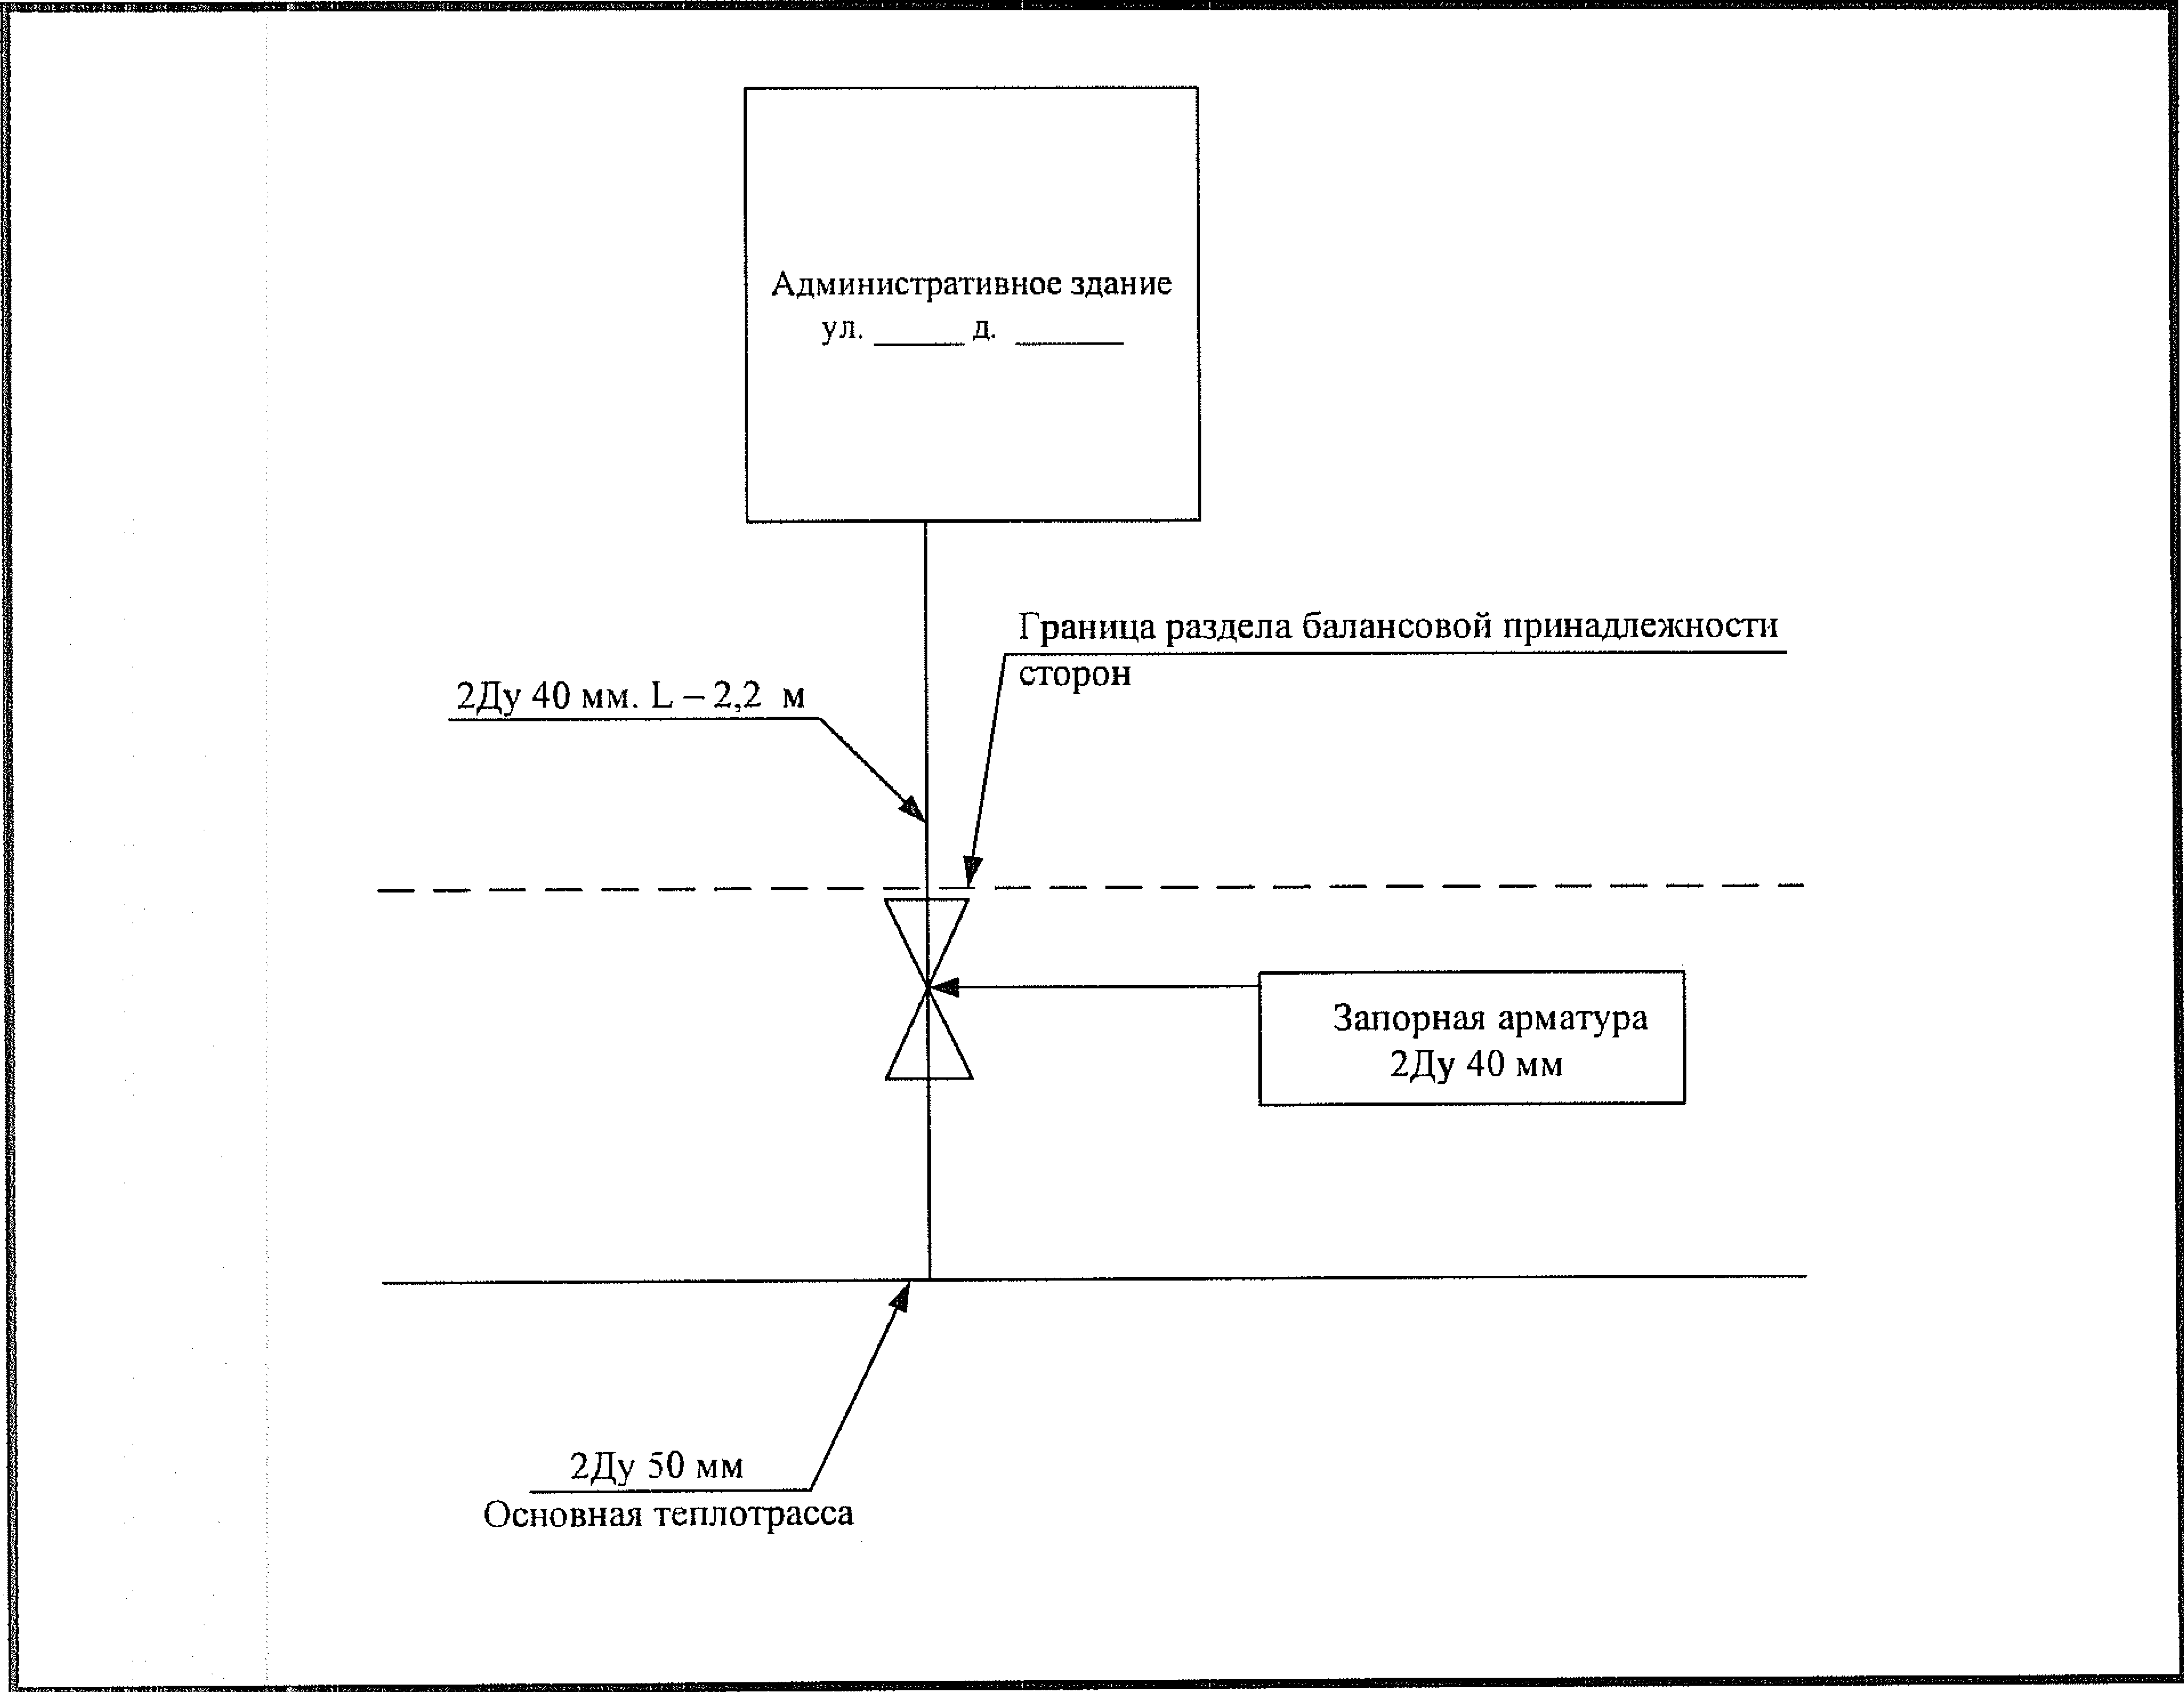 Административное здание
ул. _____ д. ______
Граница раздела балансовой принадлежности
сторон
2Ду 40 мм. L – 2,2 м
Запорная арматура
2Ду 40 мм
2Ду 50 мм
Основная теплотрасса